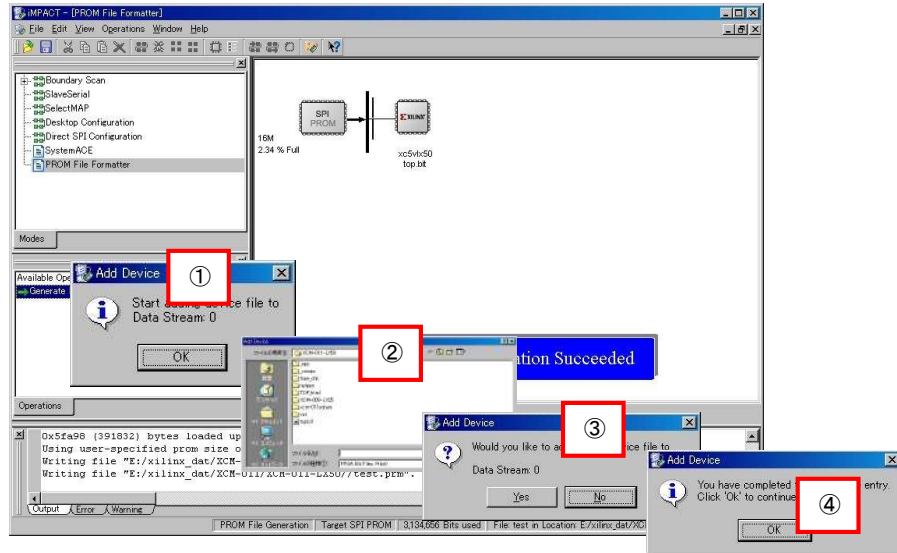 iMPACT - [PROM File Formatter]
File Edit View Operations Window Help
Boundary Scan
SlaveSerial
SelectMAP
Desktop Configuration
Direct SPI Configuration
SystemACE
PROM File Formatter
Modes
SPI
PROM
XILINX
16M
2.34 % Full
xc5vlx50
top.bit
Available
Generate
Operations
Add Device
①
Start adding device file to
Data Stream: 0
OK
②
XCM-011-LX50
Succeeded
Add Device
③
Would you like to file to
Data Stream: 0
Yes
No
Add Device
④
You have completed entry.
Click 'Ok' to continue
OK
0x5fa98 (391832) bytes loaded up
Using user-specified prom size o
Writing file "E:/xilinx_dat/XCM-
Writing file "E:/xilinx_dat/XCM-011/XCM-011-LX50//test.prm".
Output Error Warning
PROM File Generation Target SPI PROM 3,134,656 Bits used File: test in Location: E:/xilinx_dat/XC